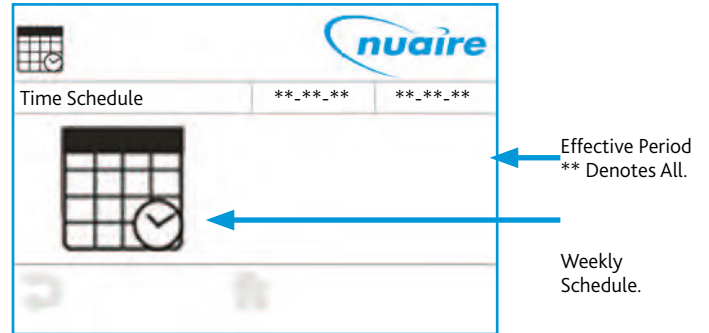 nuaire
Time Schedule **-**-** **-**-**
Effective Period
** Denotes All.
Weekly
Schedule.